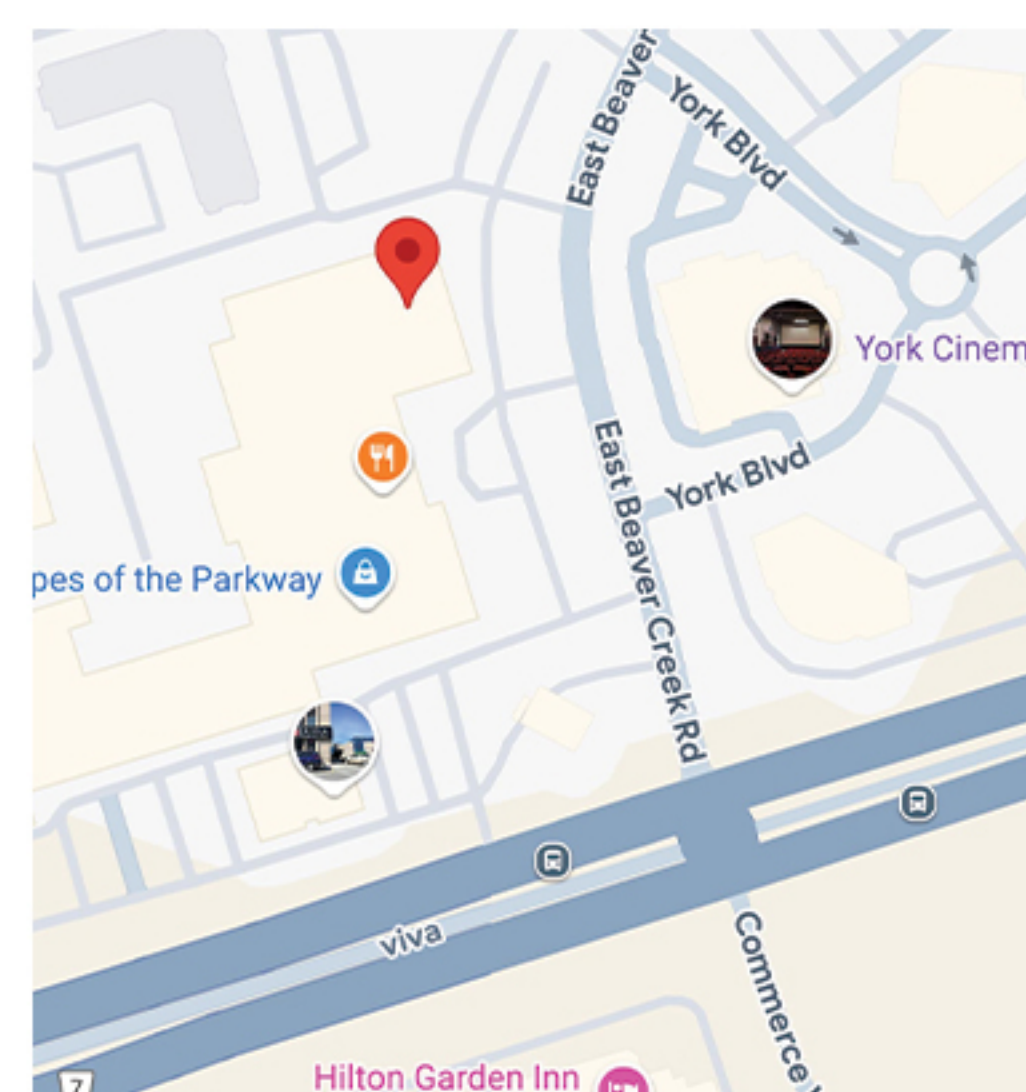 East Beaver
York Blvd
York Cinem
East Beaver Creek Rd
York Blvd
pes of the Parkway
viva
Commerce
Hilton Garden Inn
7